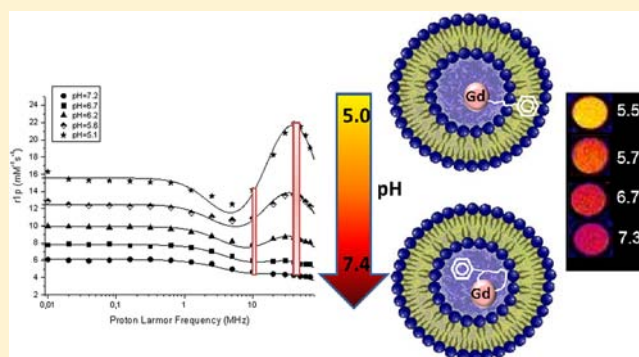 r1p (mM⁻¹s⁻¹)
24
22
20
18
16
14
12
10
8
6
4
2
pH=7.2
pH=6.7
pH=6.2
pH=5.6
pH=5.1
0,01
0,1
1
10
Proton Larmor Frequency (MHz)
5.0
pH
7.4
Gd
Gd
5.5
5.7
6.7
7.3